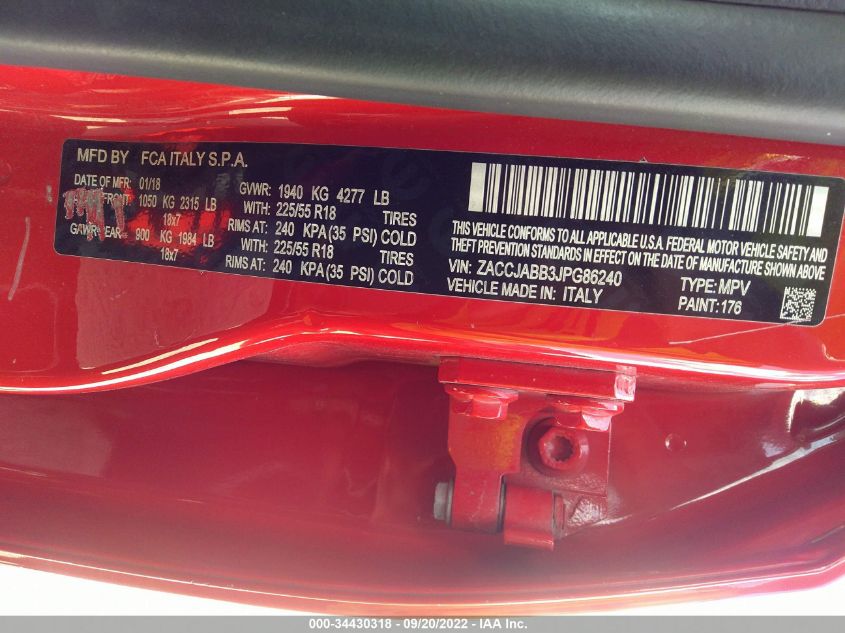 MFD BY FCA ITALY S.P.A.
DATE OF MFR 01/18 GVWR: 1940 KG 4277 LB
FRONT 1050 KG 2315 LB WITH: 225/55 R18 TIRES
18x7 RIMS AT: 240 KPA (35 PSI) COLD
GAWR REAR 900 KG 1984 LB WITH: 225/55 R18 TIRES
18x7 RIMS AT: 240 KPA (35 PSI) COLD
THIS VEHICLE CONFORMS TO ALL APPLICABLE U.S.A. FEDERAL MOTOR VEHICLE SAFETY AND
THEFT PREVENTION STANDARDS IN EFFECT ON THE DATE OF MANUFACTURE SHOWN ABOVE
VIN: ZACCJABB3JPG86240 TYPE: MPV
VEHICLE MADE IN: ITALY PAINT: 176
000-34430318 - 09/20/2022 - IAA Inc.